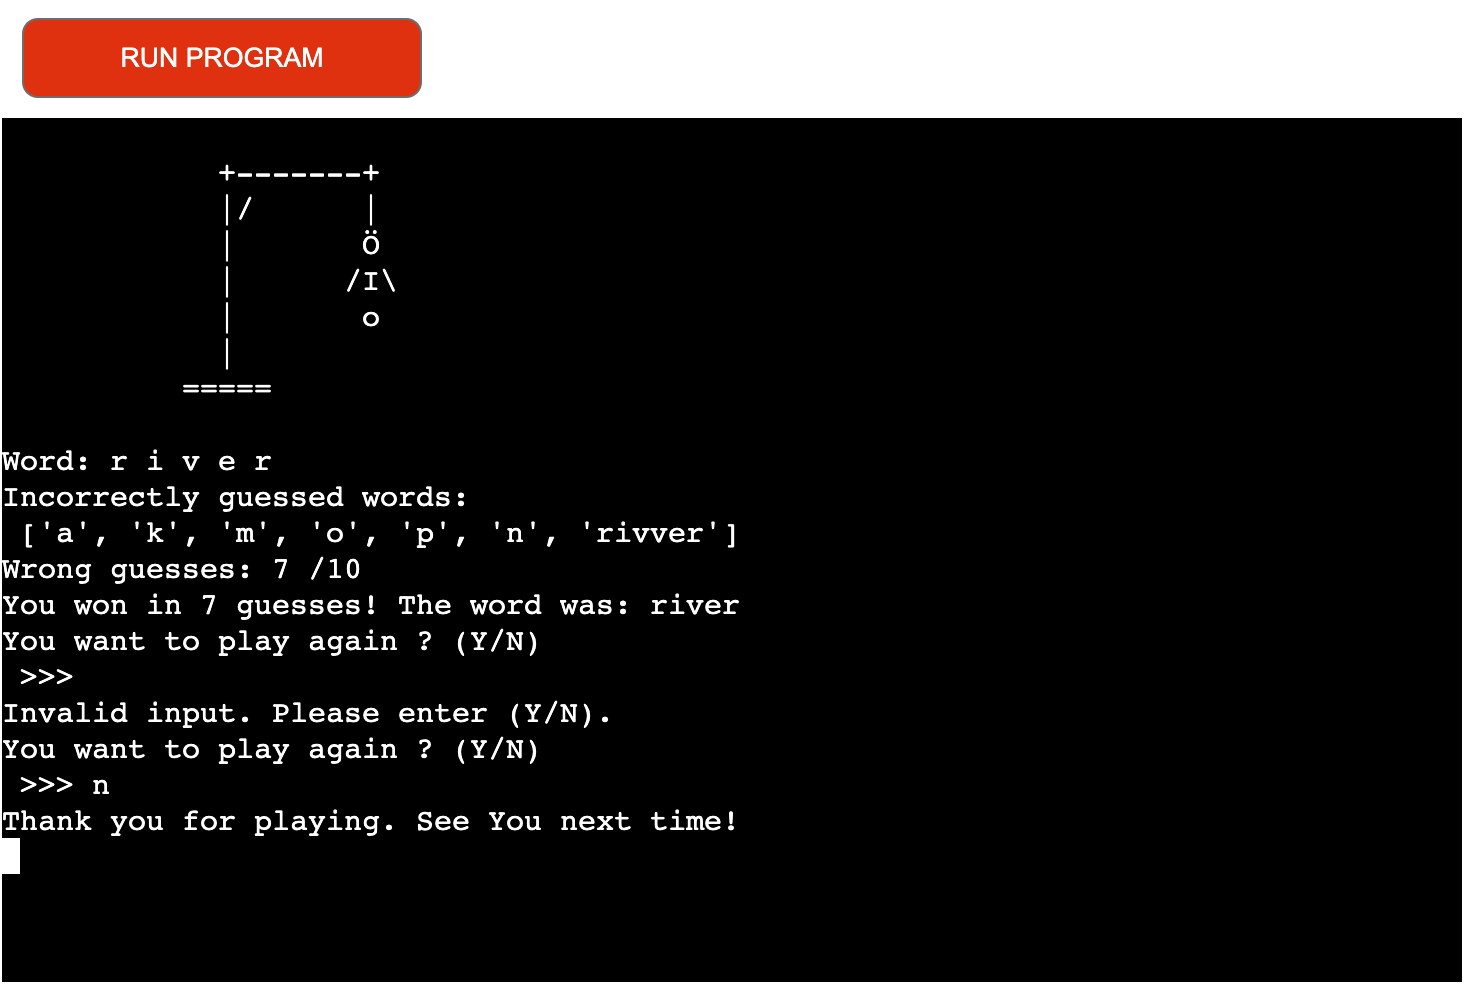 RUN PROGRAM
            +-------+
            |/      |
            |       Ö
            |      /I\
            |       o
            |
          =====
Word: r i v e r
Incorrectly guessed words:
 ['a', 'k', 'm', 'o', 'p', 'n', 'rivver']
Wrong guesses: 7 /10
You won in 7 guesses! The word was: river
You want to play again ? (Y/N)
 >>>
Invalid input. Please enter (Y/N).
You want to play again ? (Y/N)
 >>> n
Thank you for playing. See You next time!